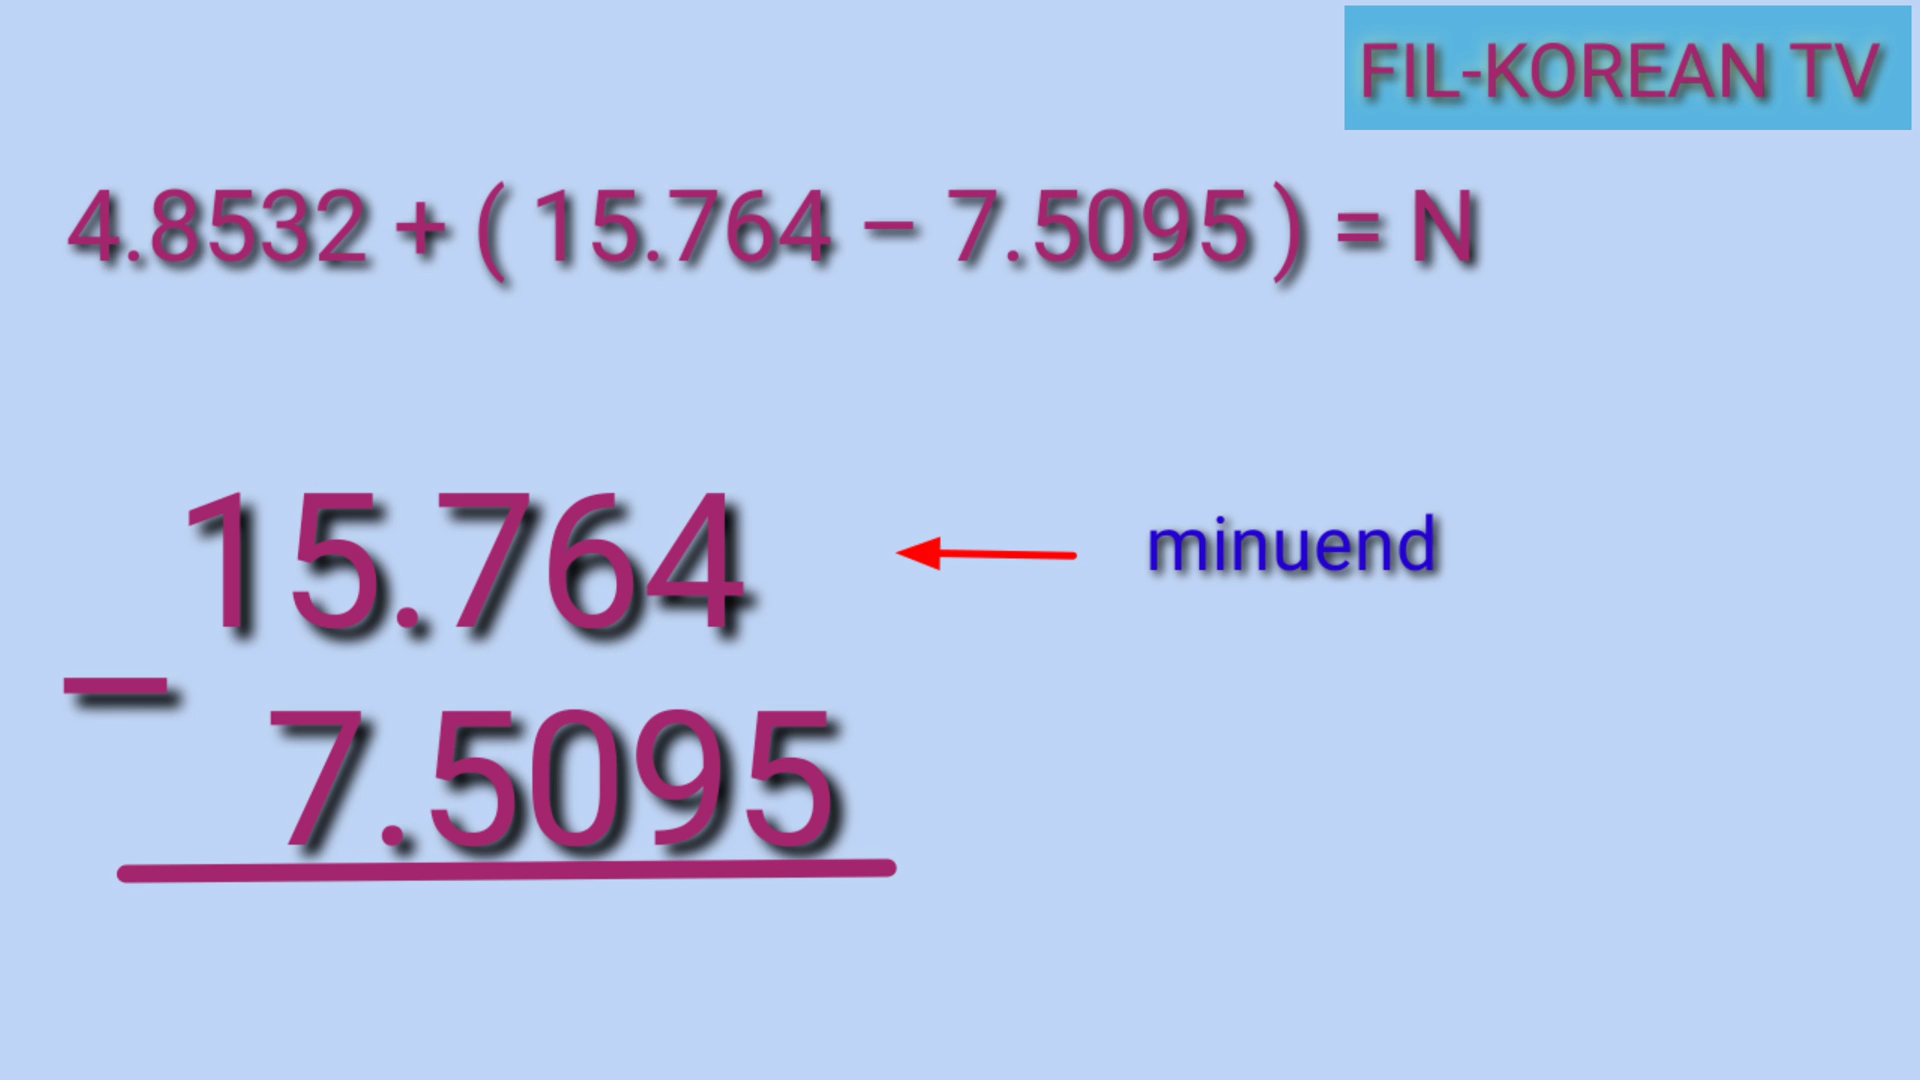 FIL-KOREAN TV
4.8532 + ( 15.764 – 7.5095 ) = N
15.764
minuend
–
7.5095